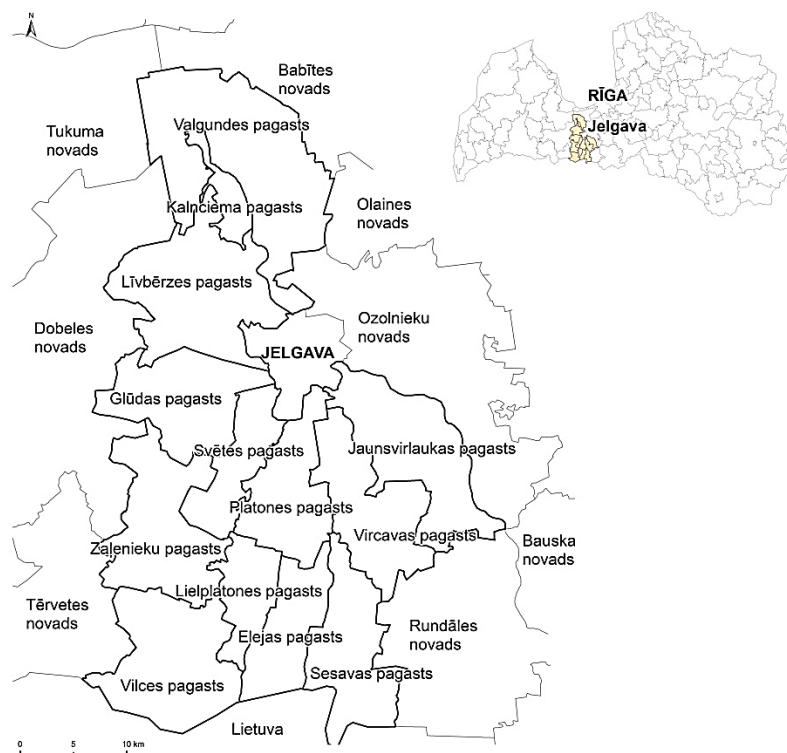 N
Babītes
novads
RĪGA
Jelgava
Valgundes pagasts
Tukuma
novads
Kalnciema pagasts
Olaines
novads
Līvbērzes pagasts
Dobeles
novads
Ozolnieku
novads
JELGAVA
Glūdas pagasts
Svētes pagasts
Jaunsvirlaukas pagasts
Platones pagasts
Vircavas pagasts
Bauska
novads
Zaļenieku pagasts
Lielplatones pagasts
Tērvetes
novads
Elejas pagasts
Rundāles
novads
Sesavas pagasts
Vilces pagasts
Lietuva
0 5 10 km